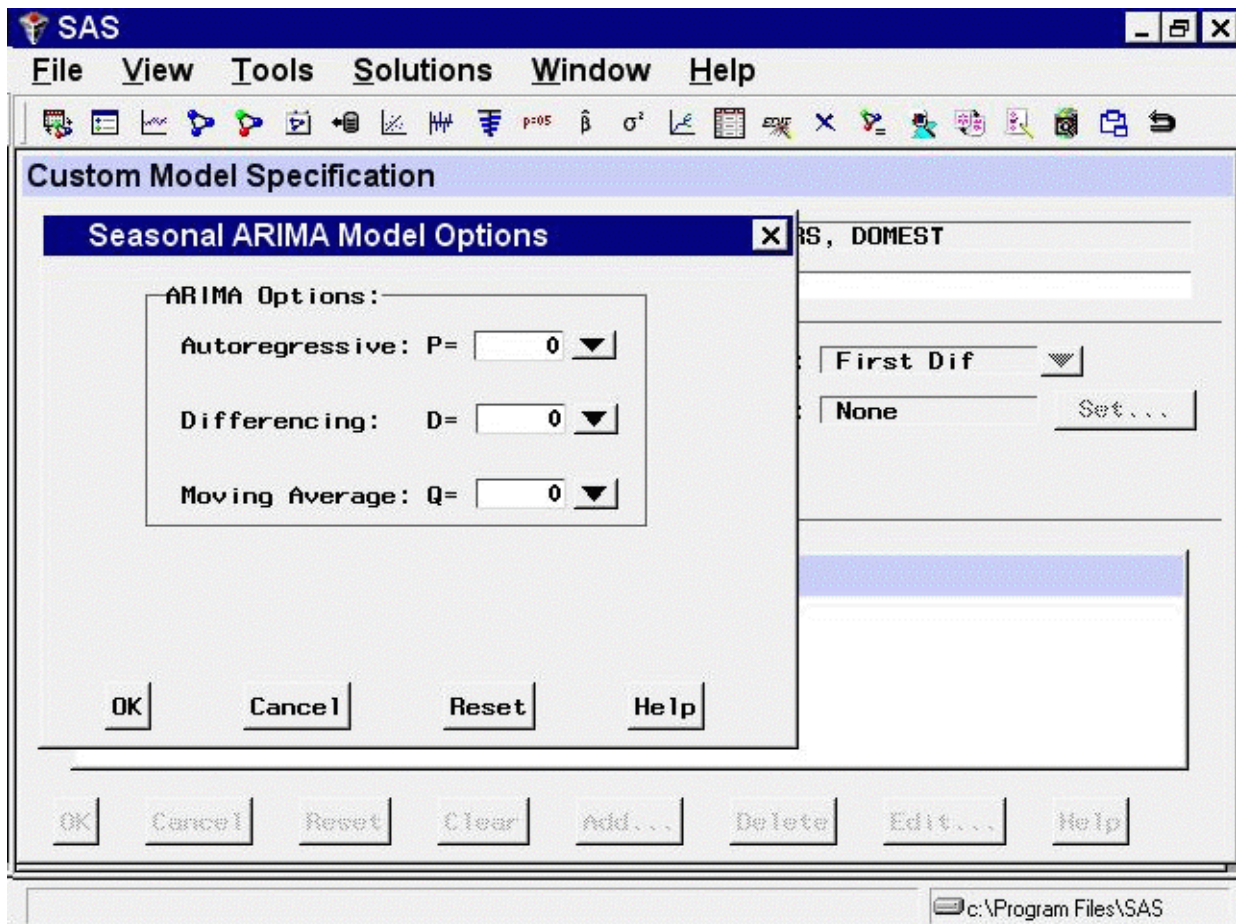 SAS
File View Tools Solutions Window Help
P=05 β̂ σ² EDIT
Custom Model Specification
Seasonal ARIMA Model Options
RS, DOMEST
ARIMA Options:
Autoregressive: P= 0
: First Dif
Differencing: D= 0
: None Set...
Moving Average: Q= 0
OK Cancel Reset Help
OK Cancel Reset Clear Add... Delete Edit... Help
c:\Program Files\SAS